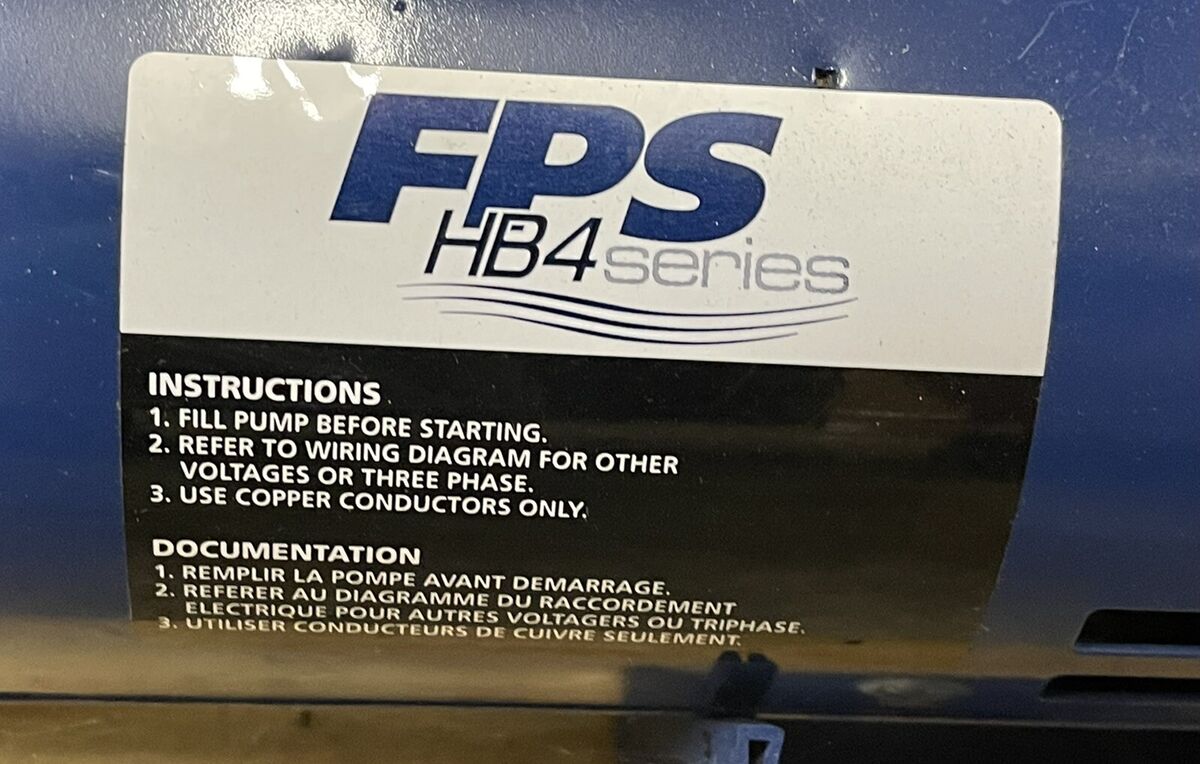 FPS
HB4series
INSTRUCTIONS
1. FILL PUMP BEFORE STARTING.
2. REFER TO WIRING DIAGRAM FOR OTHER
VOLTAGES OR THREE PHASE.
3. USE COPPER CONDUCTORS ONLY.
DOCUMENTATION
1. REMPLIR LA POMPE AVANT DEMARRAGE.
2. REFERER AU DIAGRAMME DU RACCORDEMENT
ELECTRIQUE POUR AUTRES VOLTAGERS OU TRIPHASE.
3. UTILISER CONDUCTEURS DE CUIVRE SEULEMENT.